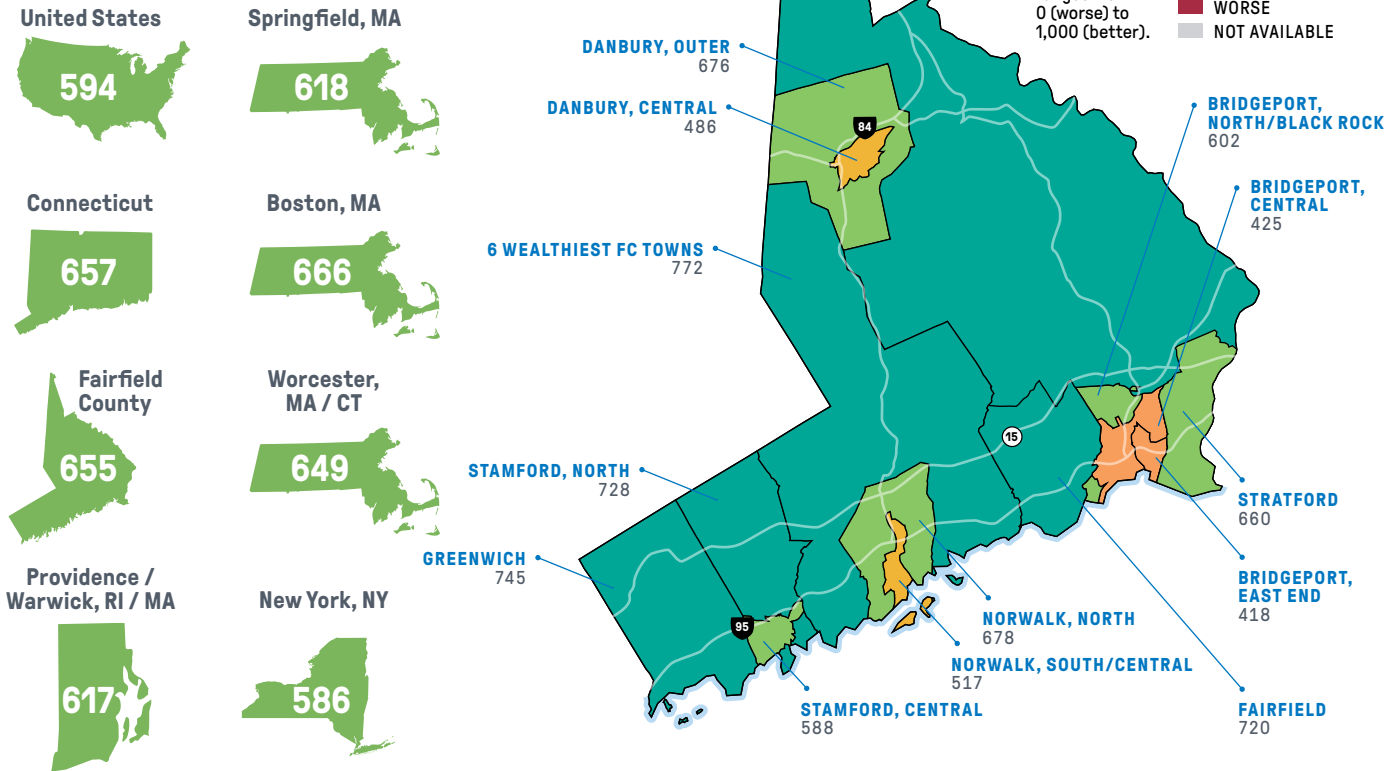 United States
594
Springfield, MA
618
Connecticut
657
Boston, MA
666
Fairfield
County
655
Worcester,
MA / CT
649
Providence /
Warwick, RI / MA
617
New York, NY
586
0 (worse) to
1,000 (better).
WORSE
NOT AVAILABLE
DANBURY, OUTER
676
DANBURY, CENTRAL
486
84
6 WEALTHIEST FC TOWNS
772
BRIDGEPORT,
NORTH/BLACK ROCK
602
BRIDGEPORT,
CENTRAL
425
15
STAMFORD, NORTH
728
GREENWICH
745
95
STRATFORD
660
BRIDGEPORT,
EAST END
418
NORWALK, NORTH
678
NORWALK, SOUTH/CENTRAL
517
STAMFORD, CENTRAL
588
FAIRFIELD
720